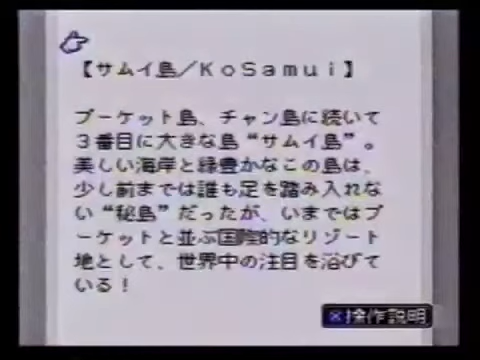 【サムイ島／ＫｏＳａｍｕｉ】
プーケット島、チャン島に続いて
３番目に大きな島“サムイ島”。
美しい海岸と緑豊かなこの島は、
少し前までは誰も足を踏み入れな
い“秘島”だったが、いまではプ
ーケットと並ぶ国際的なリゾート
地として、世界中の注目を浴びて
いる！
※操作説明